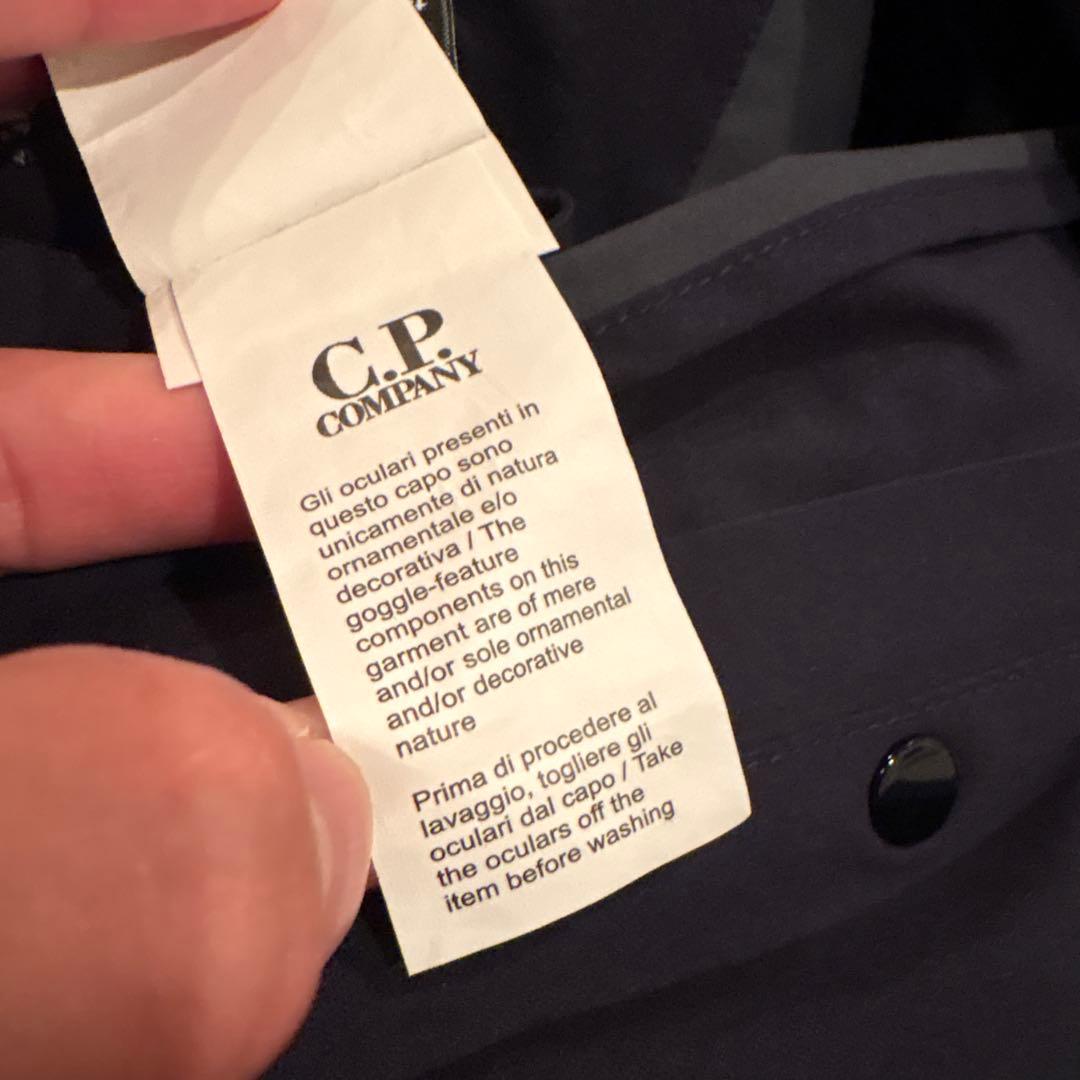 C.P.
COMPANY
Gli oculari presenti in
questo capo sono
unicamente di natura
ornamentale e/o
decorativa / The
goggle-feature
components on this
garment are of mere
and/or sole ornamental
and/or decorative
nature
Prima di procedere al
lavaggio, togliere gli
oculari dal capo / Take
the oculars off the
item before washing